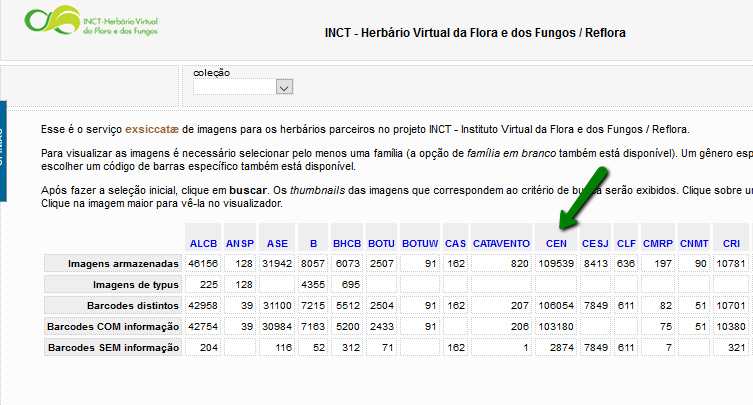 INCT-Herbário Virtual
da Flora e dos Fungos
INCT - Herbário Virtual da Flora e dos Fungos / Reflora
coleção
Esse é o serviço exsiccatæ de imagens para os herbários parceiros no projeto INCT - Instituto Virtual da Flora e dos Fungos / Reflora.
Para visualizar as imagens é necessário selecionar pelo menos uma família (a opção de família em branco também está disponível). Um gênero esp
escolher um código de barras específico também está disponível.
Após fazer a seleção inicial, clique em buscar. Os thumbnails das imagens que correspondem ao critério de busca serão exibidos. Clique sobre um
Clique na imagem maior para vê-la no visualizador.
ALCB ANSP ASE B BHCB BOTU BOTUW CAS CATAVENTO CEN CESJ CLF CMRP CNMT CRI
Imagens armazenadas 46156 128 31942 8057 6073 2507 91 162 820 109539 8413 636 197 90 10781
Imagens de typus 225 128 4355 695
Barcodes distintos 42958 39 31100 7215 5512 2504 91 162 207 106054 7849 611 82 51 10701
Barcodes COM informação 42754 39 30984 7163 5200 2433 91 206 103180 75 51 10380
Barcodes SEM informação 204 116 52 312 71 162 1 2874 7849 611 7 321